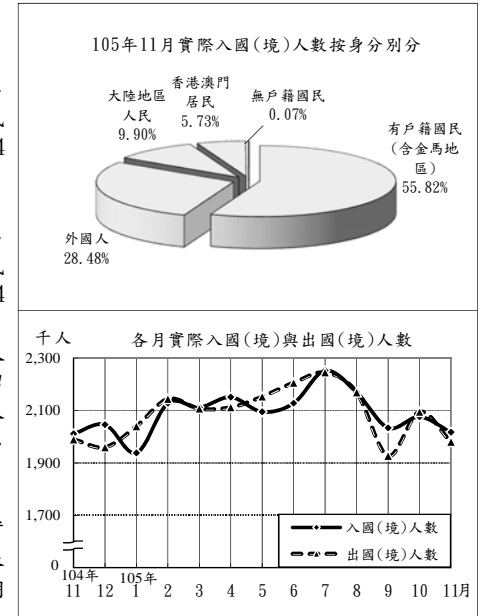 105年11月實際入國(境)人數按身分別分
香港澳門
居民
5.73%
無戶籍國民
0.07%
大陸地區
人民
9.90%
有戶籍國民
(含金馬地
區)
55.82%
外國人
28.48%
千人
各月實際入國(境)與出國(境)人數
2,300
2,100
1,900
1,700
0
入國(境)人數
出國(境)人數
104年 105年
11 12 1 2 3 4 5 6 7 8 9 10 11月